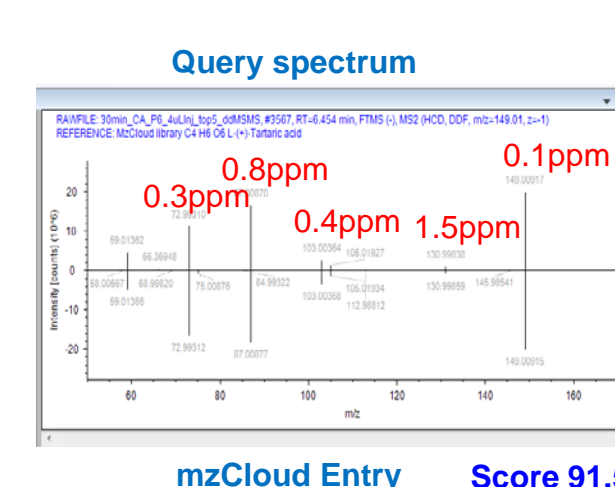 Query spectrum
RAWFILE: 30min_CA_P6_4uLInj_top5_ddMSMS, #3567, RT=6.454 min, FTMS (-), MS2 (HCD, DDF, m/z=149.01, z=-1)
REFERENCE: MzCloud library C4 H6 O6 L-(+)-Tartaric acid
0.1ppm
0.8ppm
0.3ppm
0.4ppm
1.5ppm
149.00917
72.99310
59.01362
66.36948
103.00364
105.01927
130.99830
68.00667
68.99820
75.00876
84.99322
59.01386
103.00368
105.01934
112.98812
130.99859
145.98541
72.99312
87.00877
149.00915
Intensity [counts] (10^6)
20
10
0
-10
-20
60
80
100
120
140
160
m/z
mzCloud Entry
Score 91.